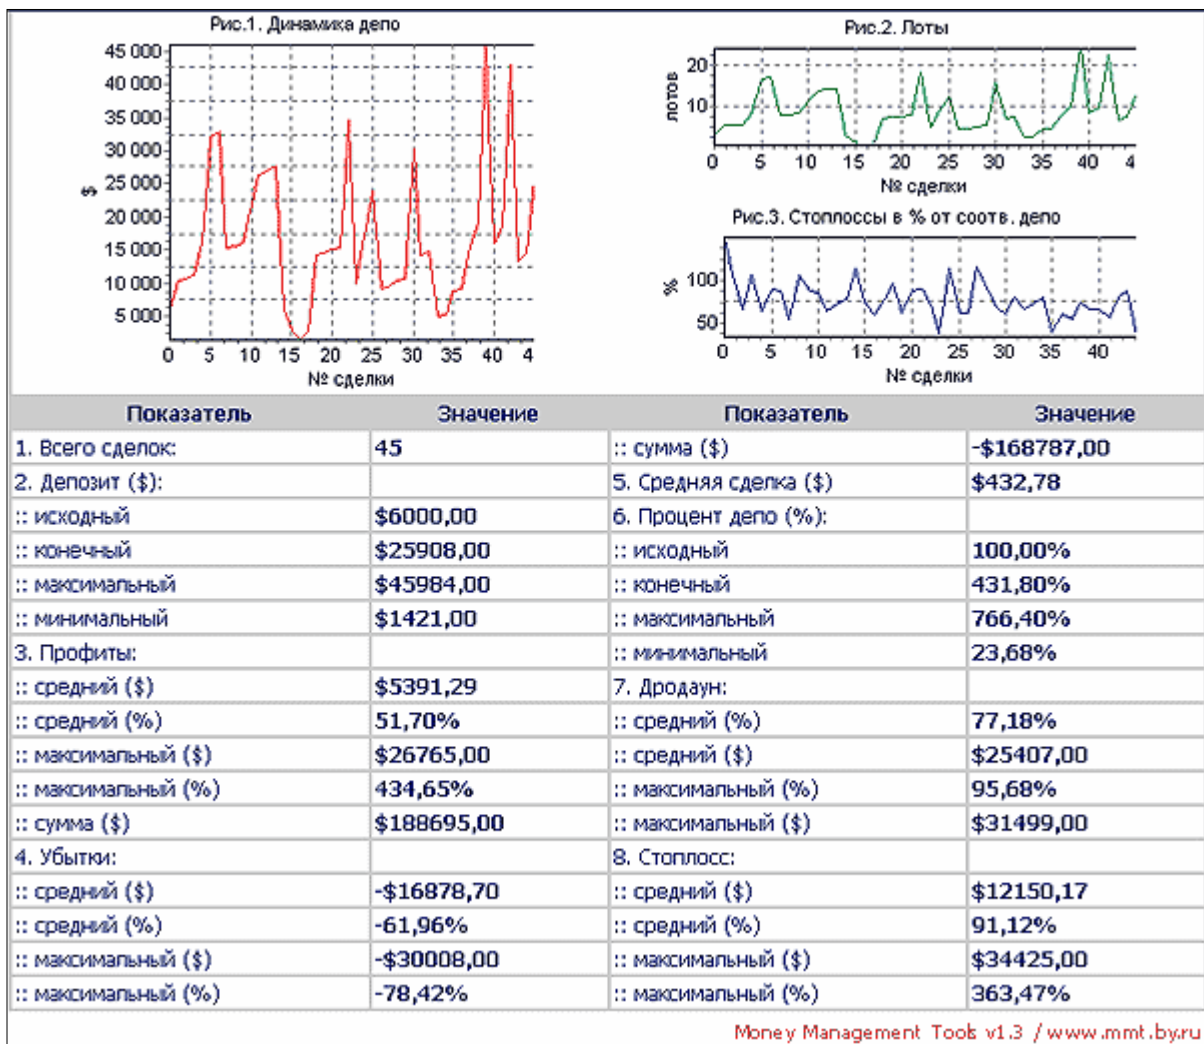 Рис.1. Динамика депо
45 000
40 000
35 000
30 000
25 000
20 000
15 000
10 000
5 000
$
0 5 10 15 20 25 30 35 40 4
№ сделки
Рис.2. Лоты
20
10
лотов
0 5 10 15 20 25 30 35 40 4
№ сделки
Рис.3. Стоплоссы в % от соотв. депо
100
50
%
0 5 10 15 20 25 30 35 40
№ сделки
Показатель Значение Показатель Значение
1. Всего сделок: 45 :: сумма ($) -$168787,00
2. Депозит ($): 5. Средняя сделка ($) $432,78
:: исходный $6000,00 6. Процент депо (%):
:: конечный $25908,00 :: исходный 100,00%
:: максимальный $45984,00 :: конечный 431,80%
:: минимальный $1421,00 :: максимальный 766,40%
3. Профиты: :: минимальный 23,68%
:: средний ($) $5391,29 7. Дродаун:
:: средний (%) 51,70% :: средний (%) 77,18%
:: максимальный ($) $26765,00 :: средний ($) $25407,00
:: максимальный (%) 434,65% :: максимальный (%) 95,68%
:: сумма ($) $188695,00 :: максимальный ($) $31499,00
4. Убытки: 8. Стоплосс:
:: средний ($) -$16878,70 :: средний ($) $12150,17
:: средний (%) -61,96% :: средний (%) 91,12%
:: максимальный ($) -$30008,00 :: максимальный ($) $34425,00
:: максимальный (%) -78,42% :: максимальный (%) 363,47%
Money Management Tools v1.3 / www.mmt.by.ru